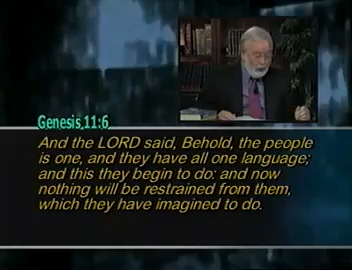 Genesis 11:6
And the LORD said, Behold, the people
is one, and they have all one language;
and this they begin to do: and now
nothing will be restrained from them,
which they have imagined to do.